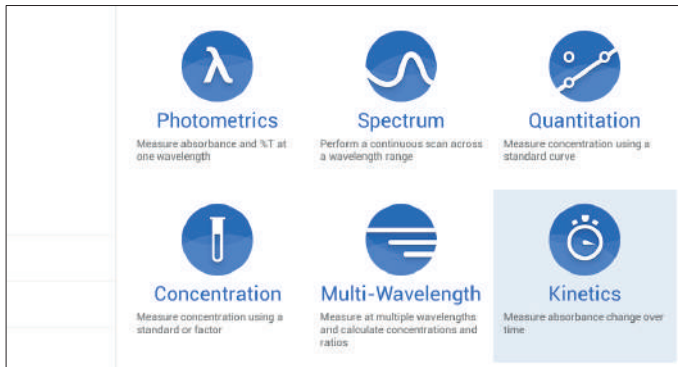 Photometrics
Measure absorbance and %T at
one wavelength
Spectrum
Perform a continuous scan across
a wavelength range
Quantitation
Measure concentration using a
standard curve
Concentration
Measure concentration using a
standard or factor
Multi-Wavelength
Measure at multiple wavelengths
and calculate concentrations and
ratios
Kinetics
Measure absorbance change over
time